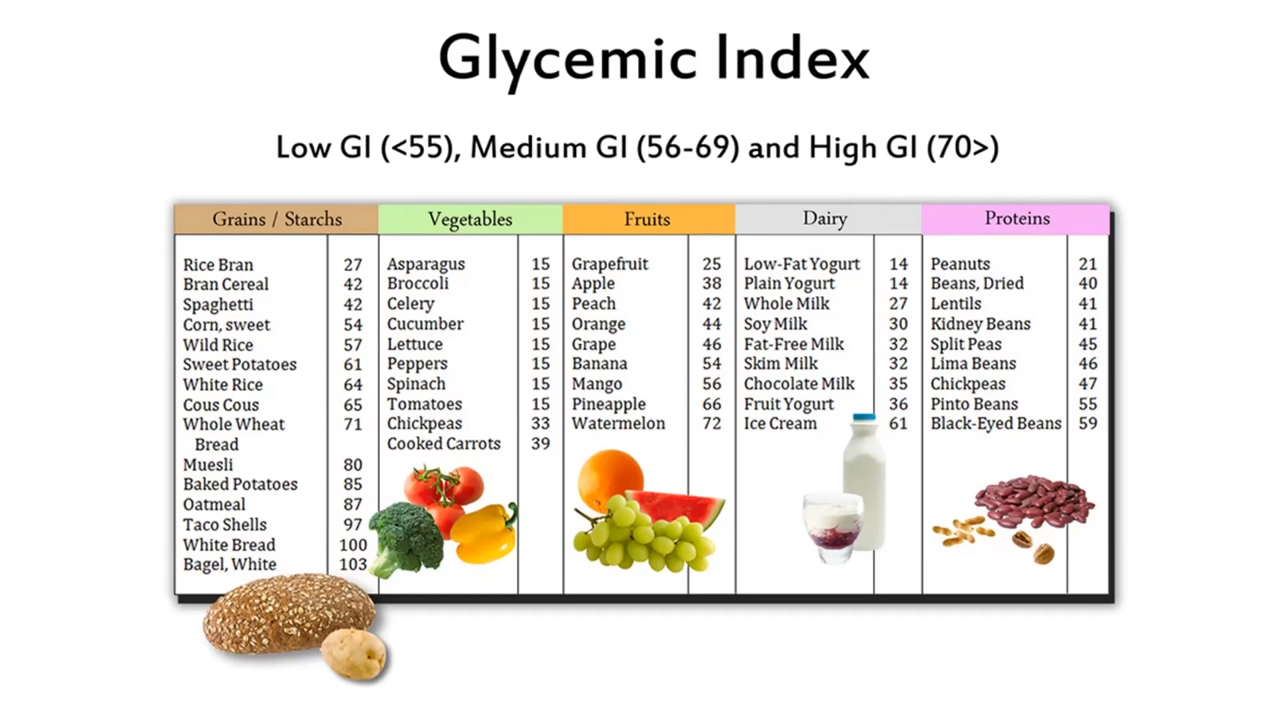 Glycemic Index
Low GI (<55), Medium GI (56-69) and High GI (70>)
Grains / Starchs
Rice Bran 27
Bran Cereal 42
Spaghetti 42
Corn, sweet 54
Wild Rice 57
Sweet Potatoes 61
White Rice 64
Cous Cous 65
Whole Wheat 71
Bread
Muesli 80
Baked Potatoes 85
Oatmeal 87
Taco Shells 97
White Bread 100
Bagel, White 103
Vegetables
Asparagus 15
Broccoli 15
Celery 15
Cucumber 15
Lettuce 15
Peppers 15
Spinach 15
Tomatoes 15
Chickpeas 33
Cooked Carrots 39
Fruits
Grapefruit 25
Apple 38
Peach 42
Orange 44
Grape 46
Banana 54
Mango 56
Pineapple 66
Watermelon 72
Dairy
Low-Fat Yogurt 14
Plain Yogurt 14
Whole Milk 27
Soy Milk 30
Fat-Free Milk 32
Skim Milk 32
Chocolate Milk 35
Fruit Yogurt 36
Ice Cream 61
Proteins
Peanuts 21
Beans, Dried 40
Lentils 41
Kidney Beans 41
Split Peas 45
Lima Beans 46
Chickpeas 47
Pinto Beans 55
Black-Eyed Beans 59